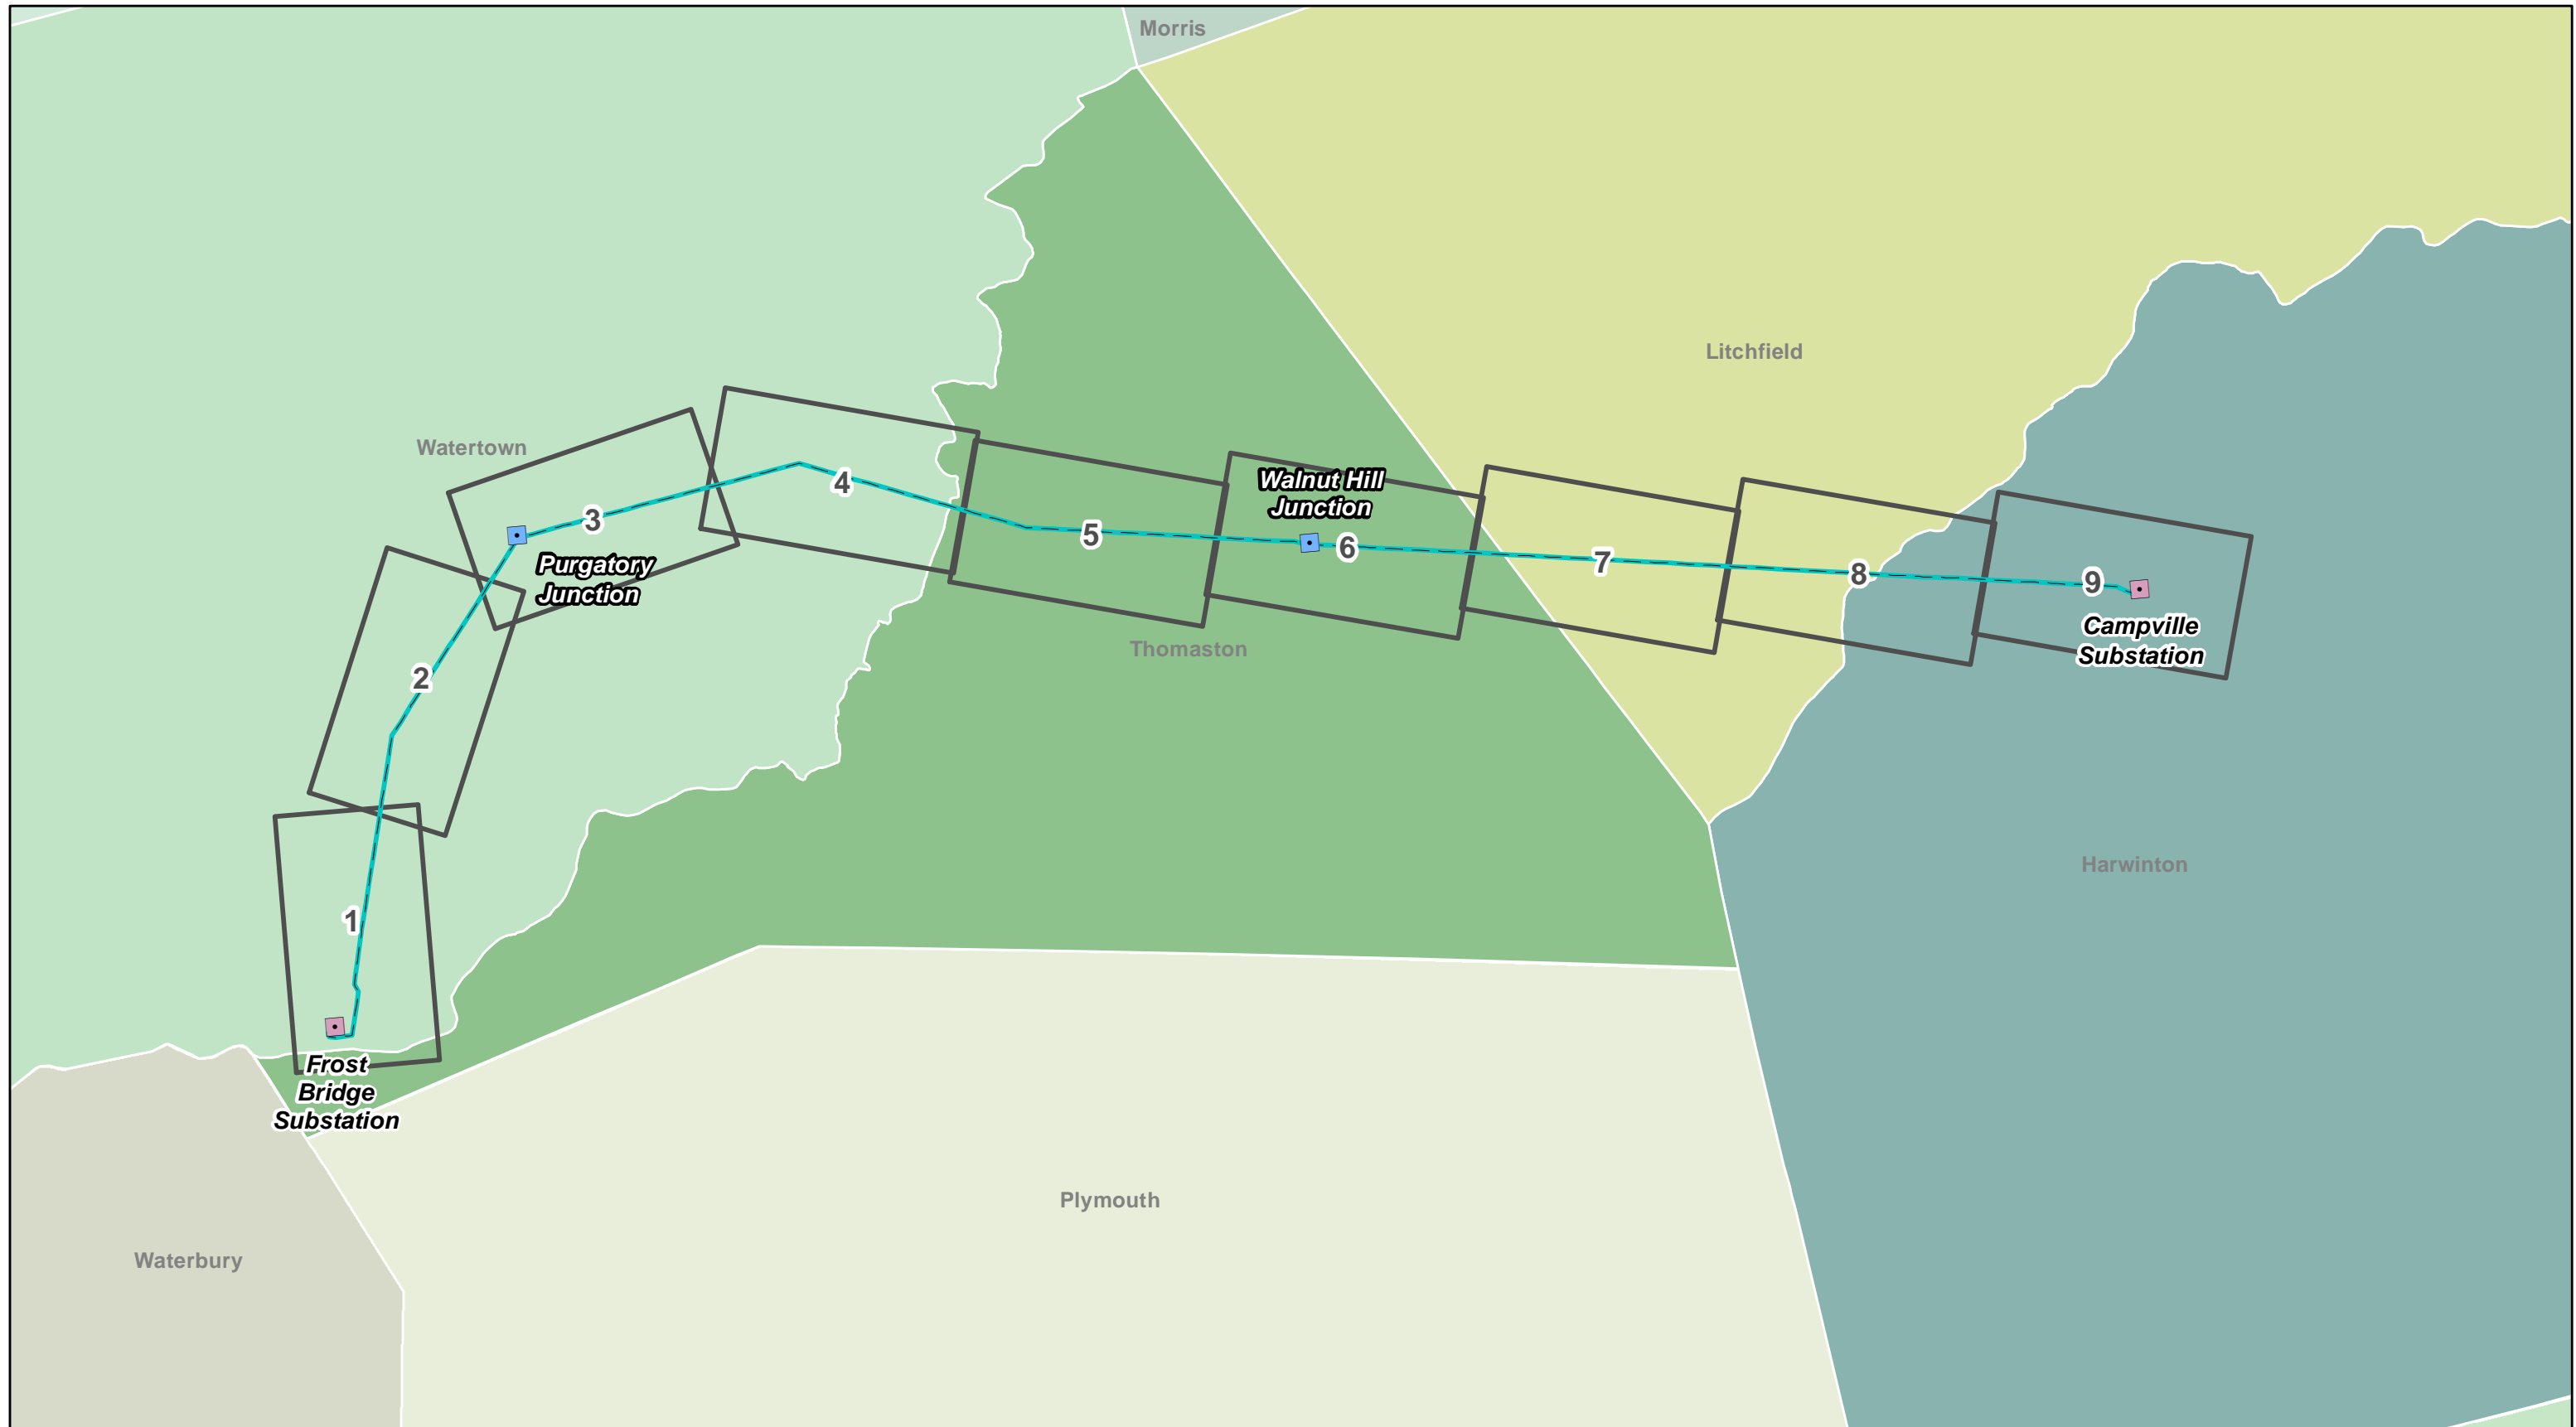 Morris
Litchfield
Watertown
Walnut Hill
Junction
4
3
5
6
7
8
9
Purgatory
Junction
Campville
Substation
Thomaston
2
Harwinton
1
Frost
Bridge
Substation
Plymouth
Waterbury